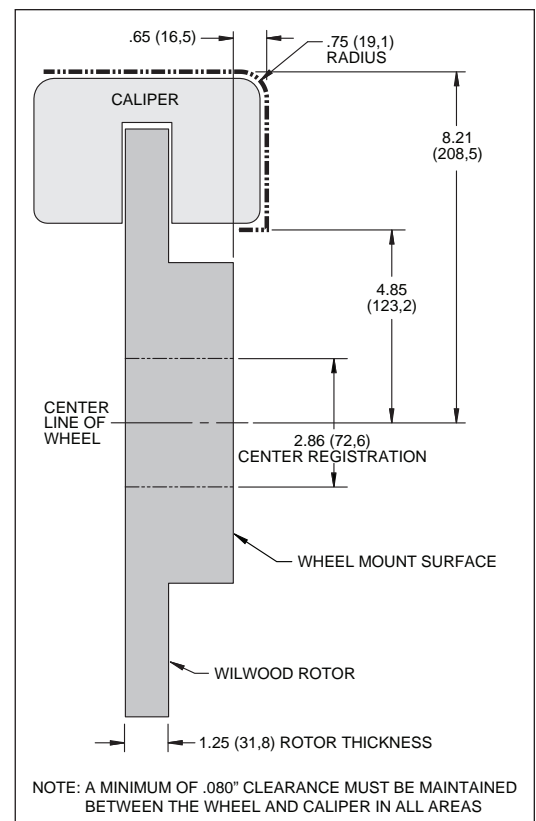 .65 (16,5)
.75 (19,1)
RADIUS
CALIPER
8.21
(208,5)
4.85
(123,2)
CENTER
LINE OF
WHEEL
2.86 (72,6)
CENTER REGISTRATION
WHEEL MOUNT SURFACE
WILWOOD ROTOR
1.25 (31,8) ROTOR THICKNESS
NOTE: A MINIMUM OF .080" CLEARANCE MUST BE MAINTAINED
BETWEEN THE WHEEL AND CALIPER IN ALL AREAS